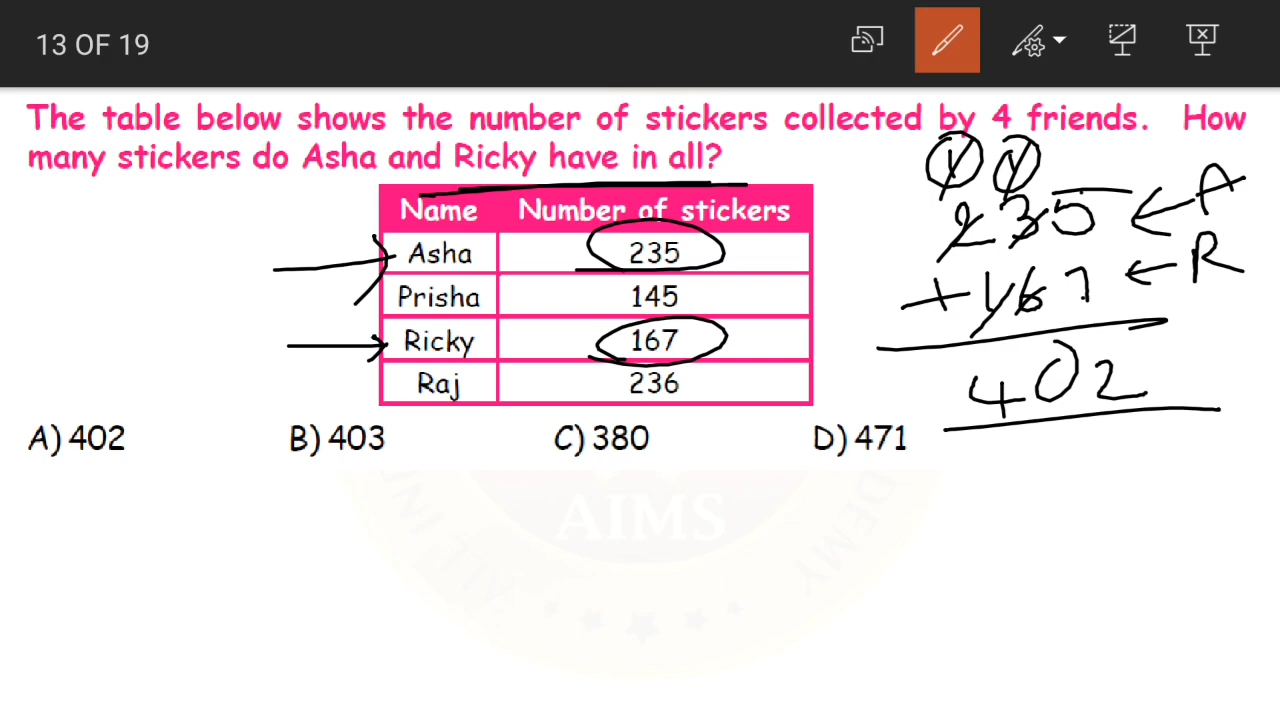 13 OF 19
The table below shows the number of stickers collected by 4 friends. How
many stickers do Asha and Ricky have in all?
Name Number of stickers
Asha 235
Prisha 145
Ricky 167
Raj 236
1 1
235 ← A
+167 ← R
402
A) 402 B) 403 C) 380 D) 471
AIMS
DEMY